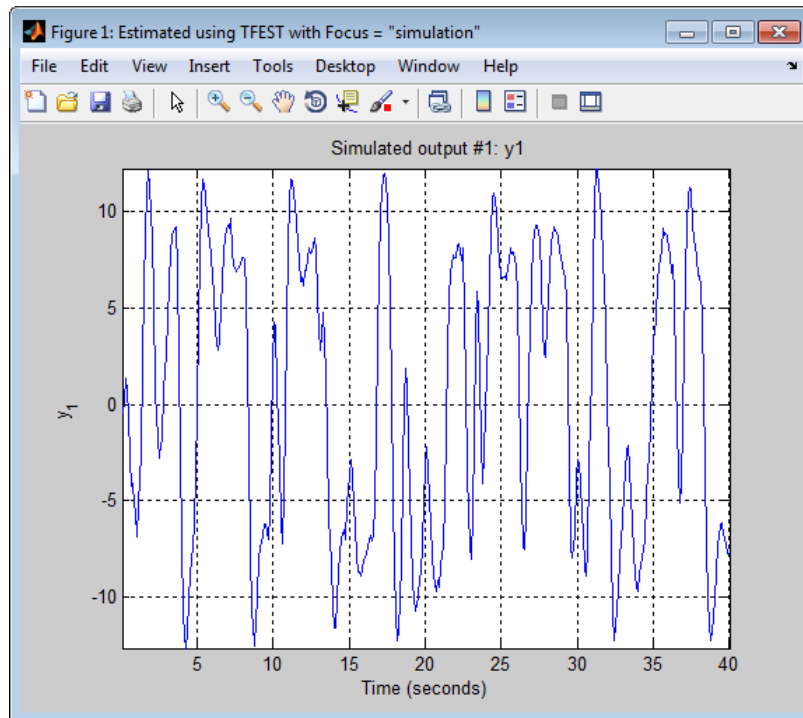 Figure 1: Estimated using TFEST with Focus = "simulation"
File Edit View Insert Tools Desktop Window Help
Simulated output #1: y1
10
5
0
-5
-10
y1
5 10 15 20 25 30 35 40
Time (seconds)